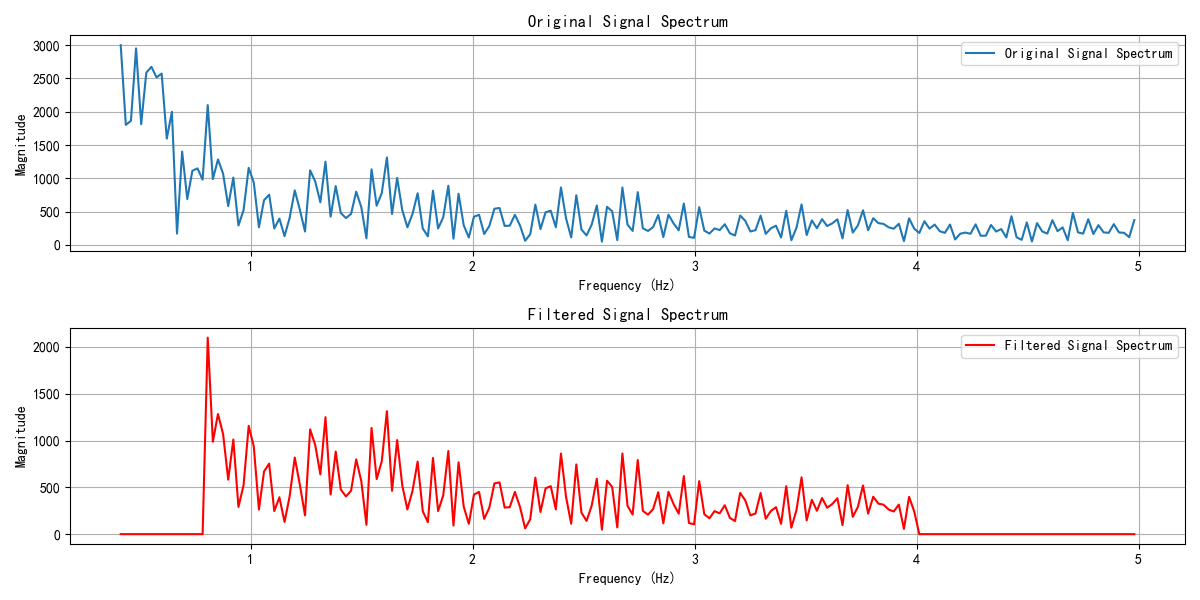 Original Signal Spectrum
Original Signal Spectrum
3000
2500
2000
1500
1000
500
0
Magnitude
1 2 3 4 5
Frequency (Hz)
Filtered Signal Spectrum
Filtered Signal Spectrum
2000
1500
1000
500
0
Magnitude
1 2 3 4 5
Frequency (Hz)